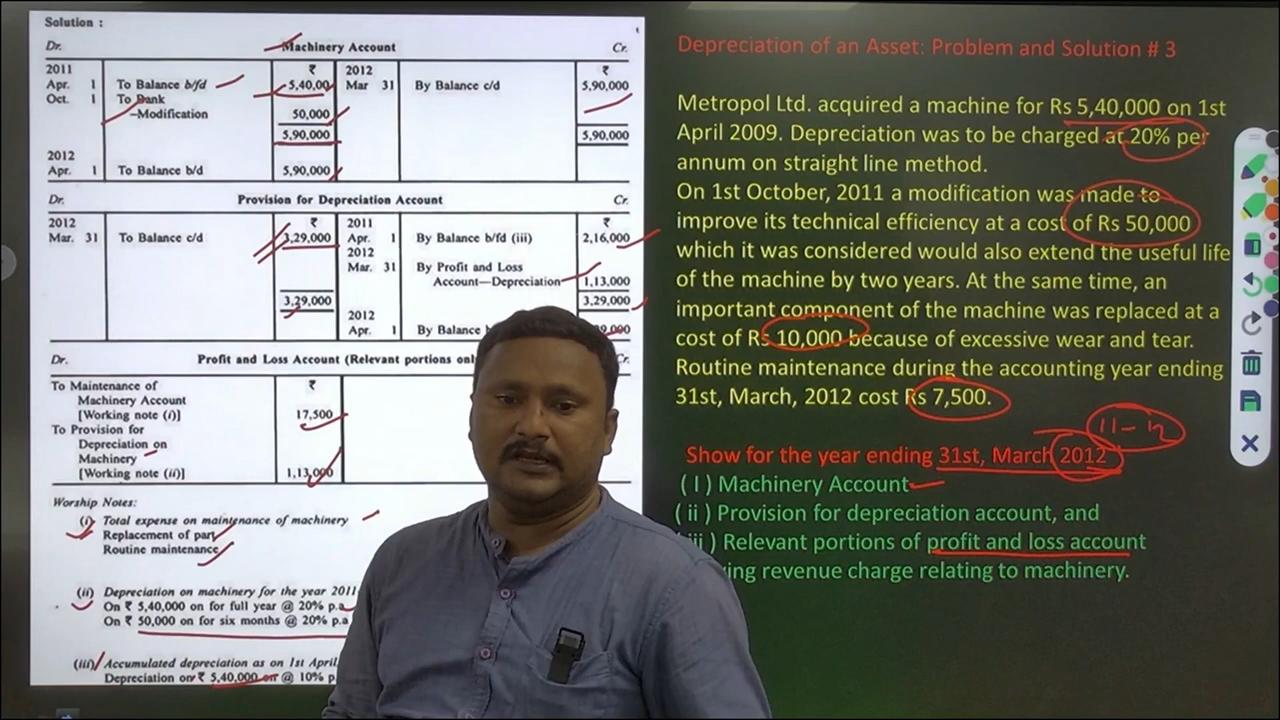 Solution :
Dr. Machinery Account Cr.
2011 ₹ 2012 ₹
Apr. 1 To Balance b/fd 5,40,00 Mar 31 By Balance c/d 5,90,000
Oct. 1 To Bank
—Modification 50,000
5,90,000 5,90,000
2012
Apr. 1 To Balance b/d 5,90,000
Dr. Provision for Depreciation Account Cr.
2012 ₹ 2011 ₹
Mar. 31 To Balance c/d 3,29,000 Apr. 1 By Balance b/fd (iii) 2,16,000
2012
Mar. 31 By Profit and Loss
Account—Depreciation 1,13,000
3,29,000 3,29,000
2012
Apr. 1 By Balance
Dr. Profit and Loss Account (Relevant portions Cr.
To Maintenance of ₹
Machinery Account
[Working note (i)] 17,500
To Provision for
Depreciation on
Machinery
[Working note (ii)] 1,13,000
Worship Notes:
(i) Total expense on maintenance of machinery
Replacement of part
Routine maintenance
(ii) Depreciation on machinery for the year 2011
On ₹ 5,40,000 on for full year @ 20% p.a
On ₹ 50,000 on for six months @ 20% p.a
(iii) Accumulated depreciation as on 1st April
Depreciation on ₹ 5,40,000 on @ 10% p.
Depreciation of an Asset: Problem and Solution # 3
Metropol Ltd. acquired a machine for Rs 5,40,000 on 1st
April 2009. Depreciation was to be charged at 20% per
annum on straight line method.
On 1st October, 2011 a modification was made to
improve its technical efficiency at a cost of Rs 50,000
which it was considered would also extend the useful life
of the machine by two years. At the same time, an
important component of the machine was replaced at a
cost of Rs 10,000 because of excessive wear and tear.
Routine maintenance during the accounting year ending
31st, March, 2012 cost Rs 7,500.
11-12
Show for the year ending 31st, March 2012
( I ) Machinery Account
( ii ) Provision for depreciation account, and
) Relevant portions of profit and loss account
revenue charge relating to machinery.